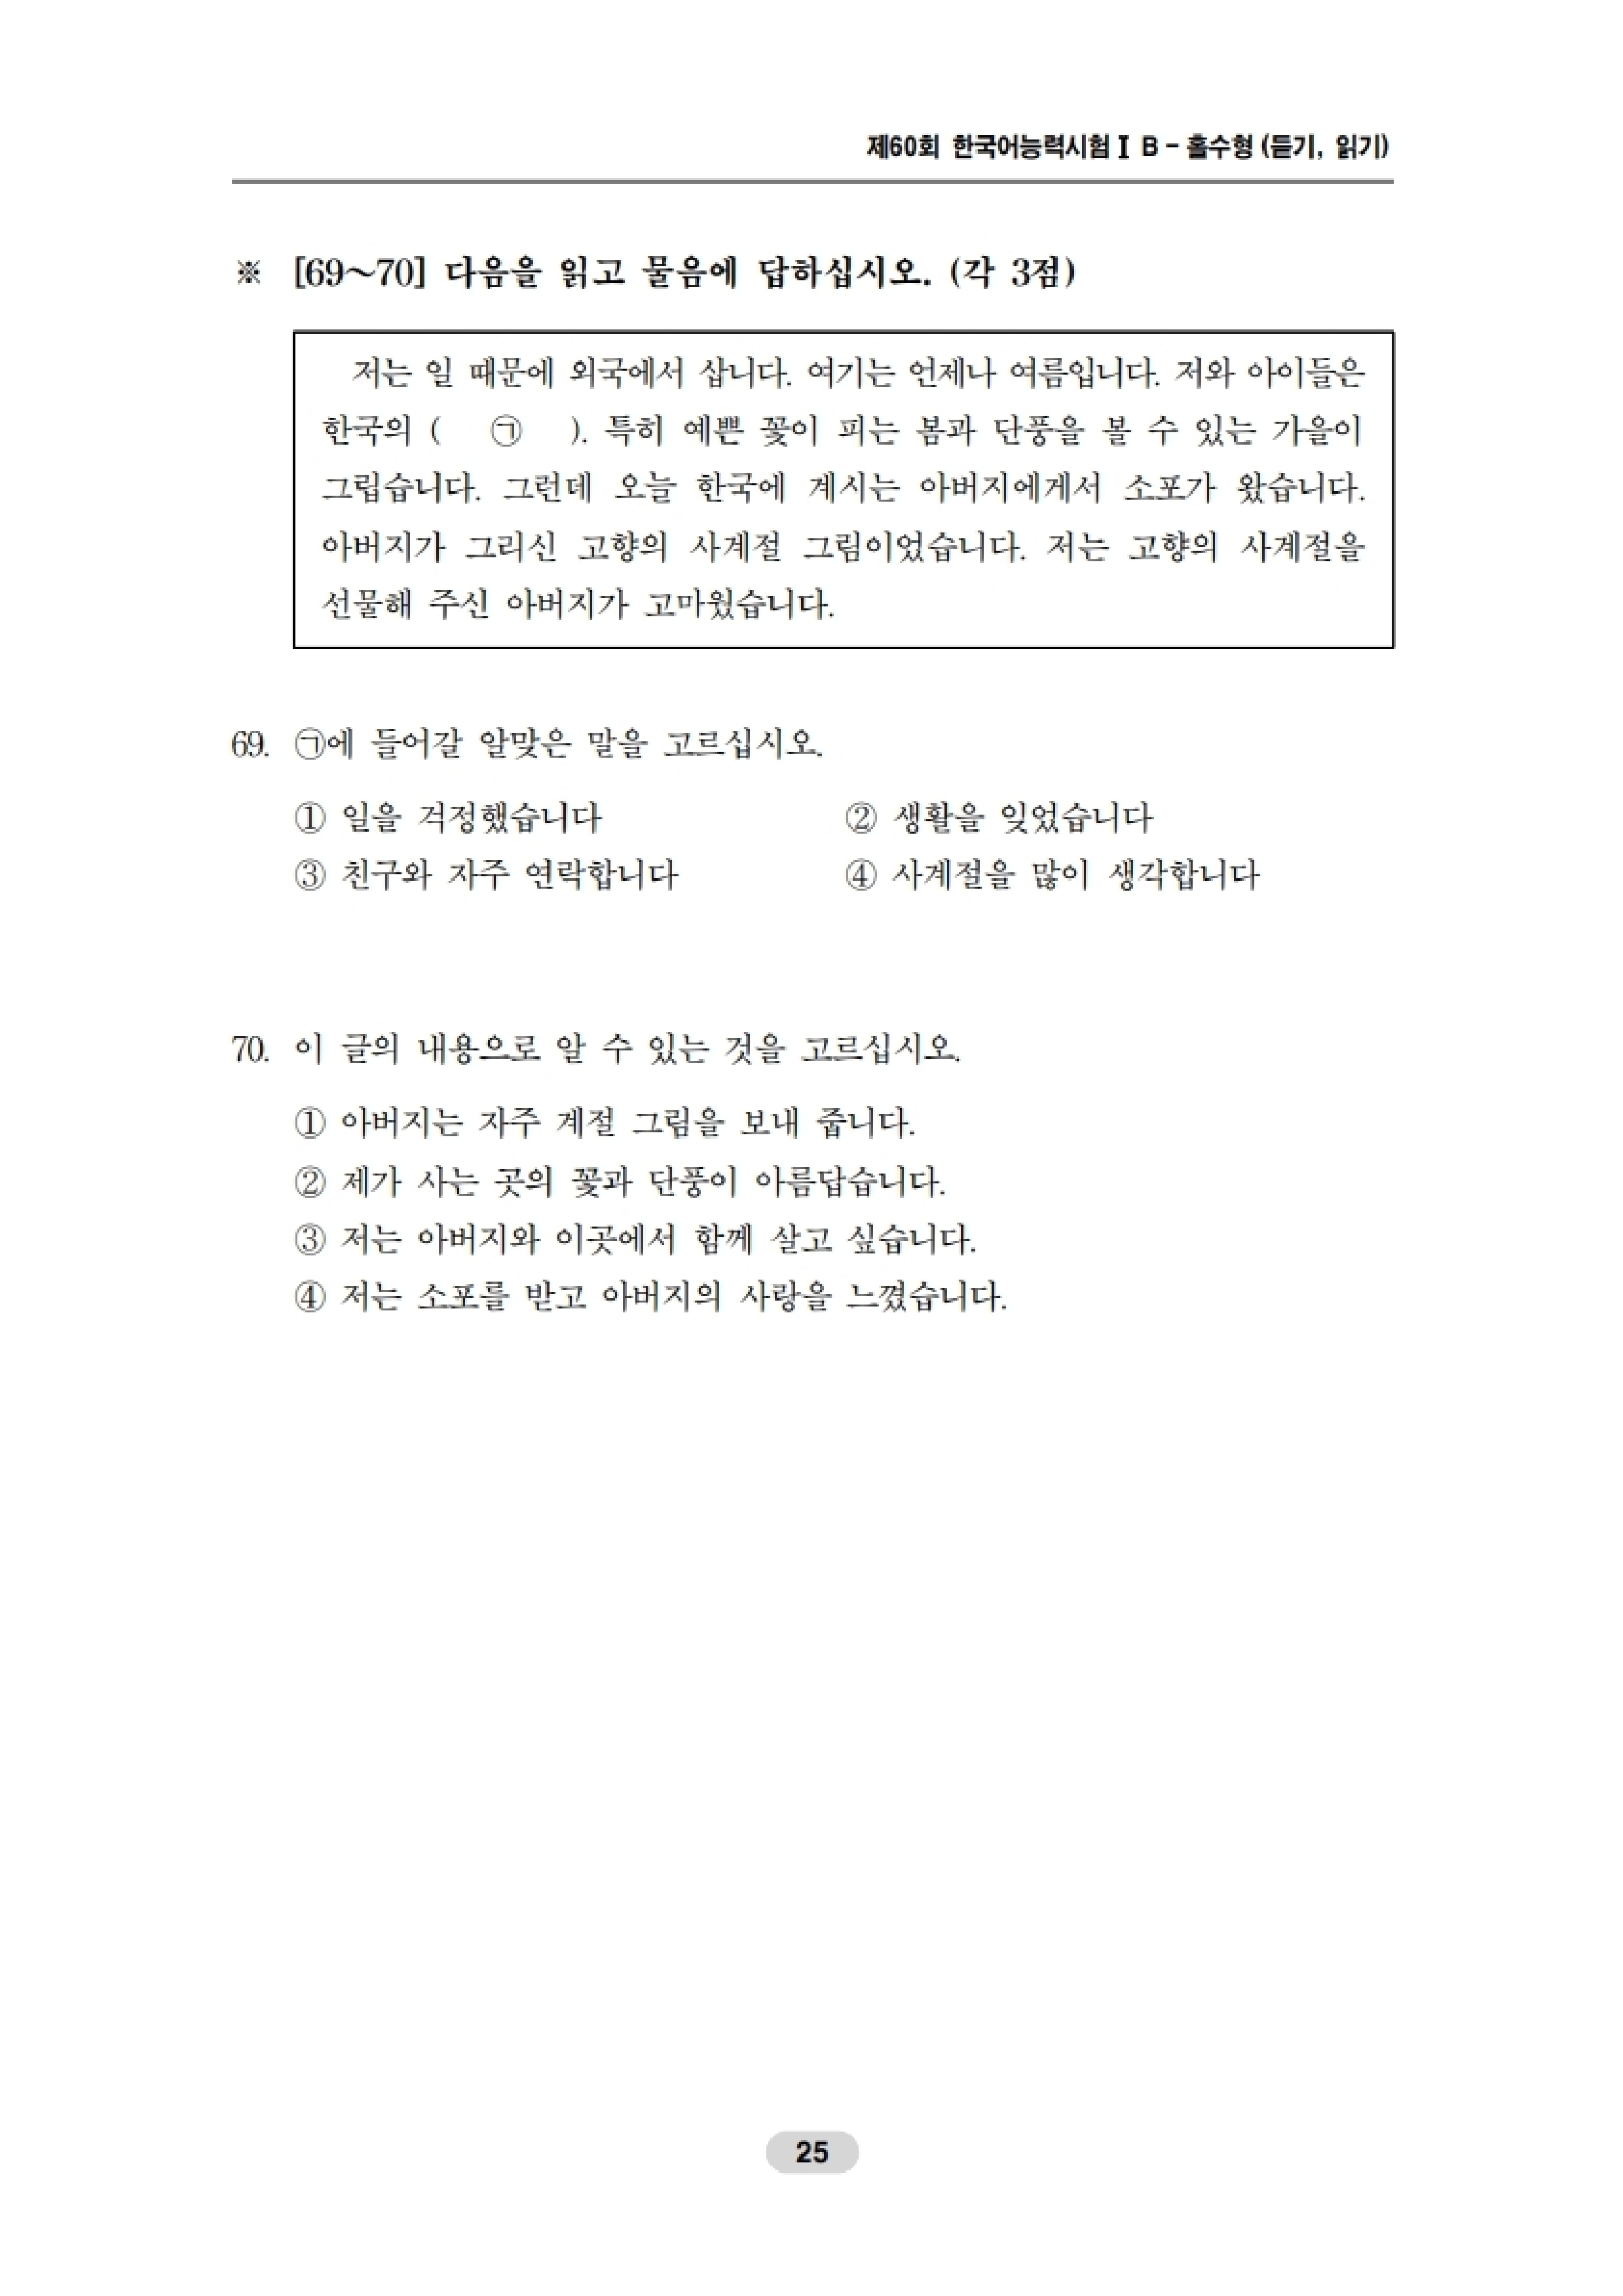 제60회 한국어능력시험 I B - 홀수형 (듣기, 읽기)
※ [69~70] 다음을 읽고 물음에 답하십시오. (각 3점)
저는 일 때문에 외국에서 삽니다. 여기는 언제나 여름입니다. 저와 아이들은
한국의 ( ㉠ ). 특히 예쁜 꽃이 피는 봄과 단풍을 볼 수 있는 가을이
그립습니다. 그런데 오늘 한국에 계시는 아버지에게서 소포가 왔습니다.
아버지가 그리신 고향의 사계절 그림이었습니다. 저는 고향의 사계절을
선물해 주신 아버지가 고마웠습니다.
69. ㉠에 들어갈 알맞은 말을 고르십시오.
① 일을 걱정했습니다 ② 생활을 잊었습니다
③ 친구와 자주 연락합니다 ④ 사계절을 많이 생각합니다
70. 이 글의 내용으로 알 수 있는 것을 고르십시오.
① 아버지는 자주 계절 그림을 보내 줍니다.
② 제가 사는 곳의 꽃과 단풍이 아름답습니다.
③ 저는 아버지와 이곳에서 함께 살고 싶습니다.
④ 저는 소포를 받고 아버지의 사랑을 느꼈습니다.
25